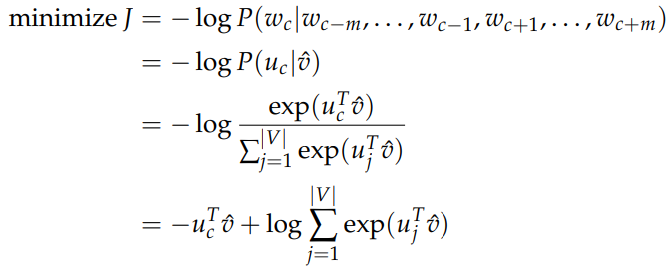 minimize J = − log P(w_c|w_{c−m}, . . . , w_{c−1}, w_{c+1}, . . . , w_{c+m})
= − log P(u_c|v̂)
= − log \frac{exp(u_c^T v̂)}{∑_{j=1}^{|V|} exp(u_j^T v̂)}
= −u_c^T v̂ + log ∑_{j=1}^{|V|} exp(u_j^T v̂)